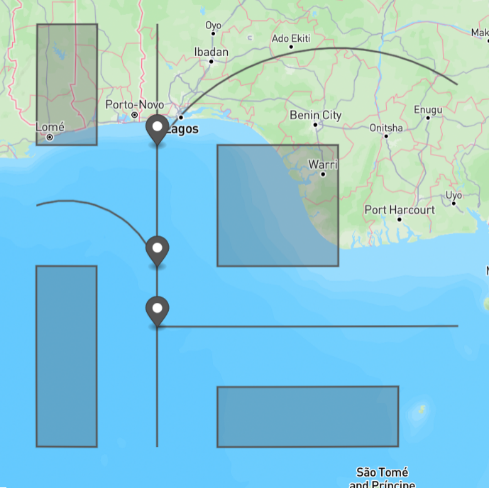 Oyo
Ado Ekiti
Mak
Ibadan
Porto-Novo
Enugu
Benin City
Lomé
Lagos
Onitsha
Warri
Uyo
Port Harcourt
São Tomé
and Príncipe